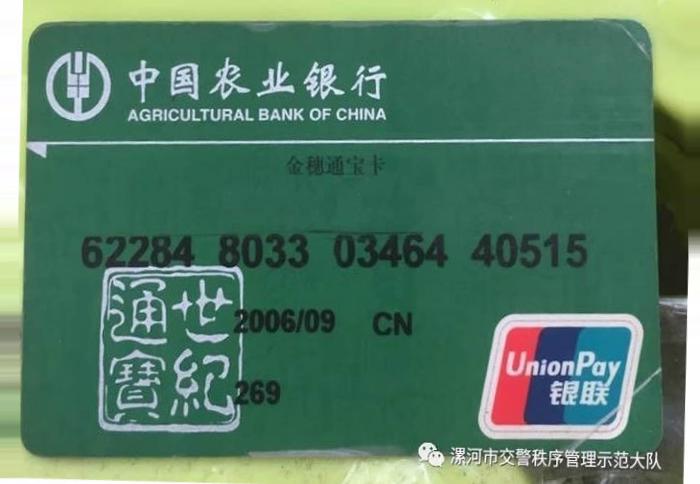 中国农业银行
AGRICULTURAL BANK OF CHINA
金穗通宝卡
62284 8033 03464 40515
世纪通寶
2006/09 CN
269
UnionPay
银联
漯河市交警秩序管理示范大队